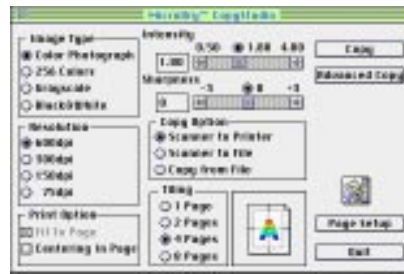 CopyStudio
Image Type
Color Photograph
256 Colors
Grayscale
Black&White
Intensity
0.50 1.00 4.00
1.00
Sharpness
-5 0 +5
0
Copy
Advanced Copy
Resolution
600dpi
300dpi
150dpi
75dpi
Copy Option
Scanner to Printer
Scanner to File
Copy from File
Print Option
Fit In Page
Centering In Page
Tiling
1 Page
2 Pages
4 Pages
8 Pages
A
Page Setup
Exit